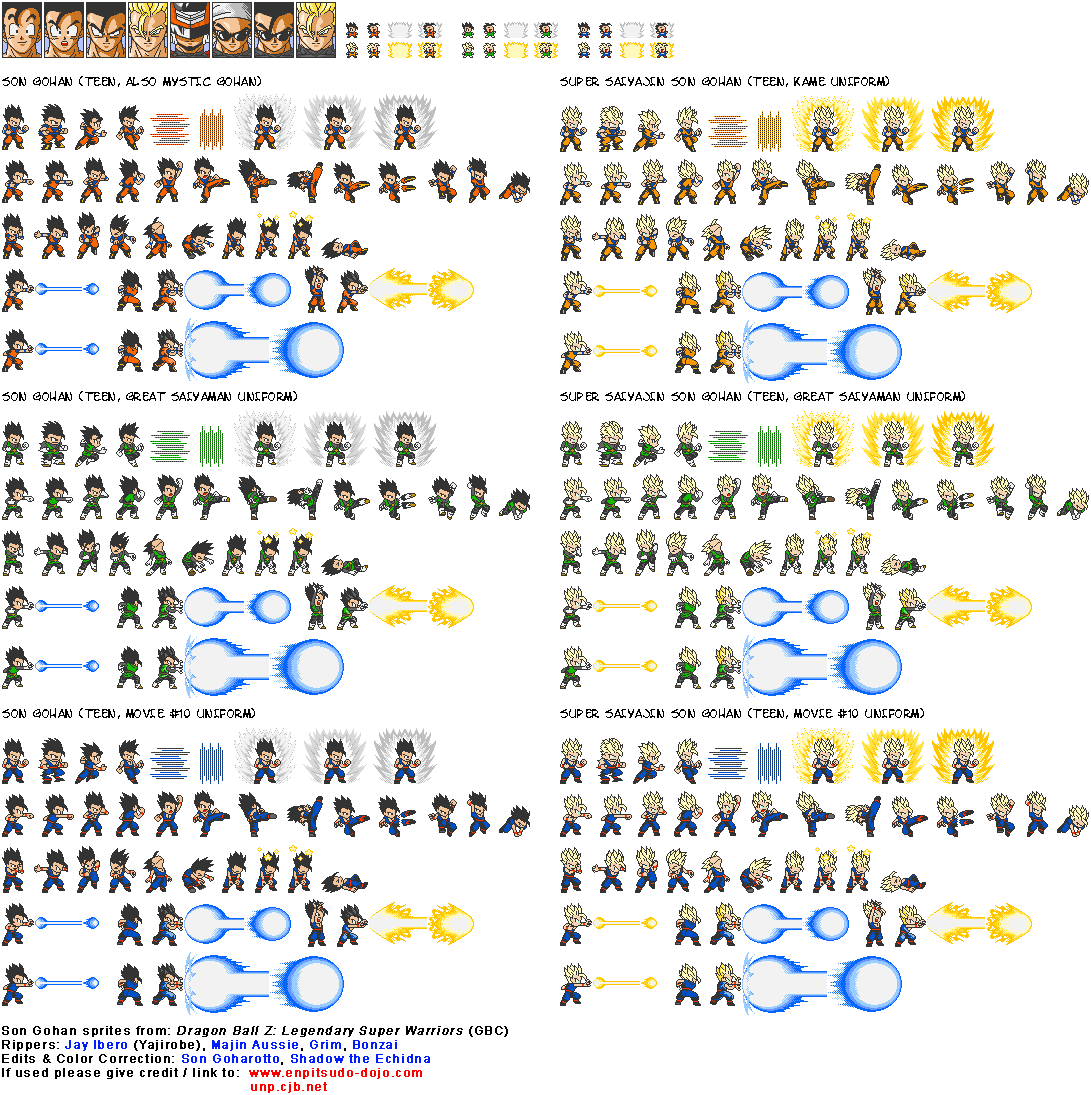 SON GOHAN (TEEN, ALSO MYSTIC GOHAN)
SUPER SAIYAJIN SON GOHAN (TEEN, KAME UNIFORM)
SON GOHAN (TEEN, GREAT SAIYAMAN UNIFORM)
SUPER SAIYAJIN SON GOHAN (TEEN, GREAT SAIYAMAN UNIFORM)
SON GOHAN (TEEN, MOVIE #10 UNIFORM)
SUPER SAIYAJIN SON GOHAN (TEEN, MOVIE #10 UNIFORM)
Son Gohan sprites from: Dragon Ball Z: Legendary Super Warriors (GBC)
Rippers: Jay Ibero (Yajirobe), Majin Aussie, Grim, Bonzai
Edits & Color Correction: Son Goharotto, Shadow the Echidna
If used please give credit / link to: www.enpitsudo-dojo.com
unp.cjb.net